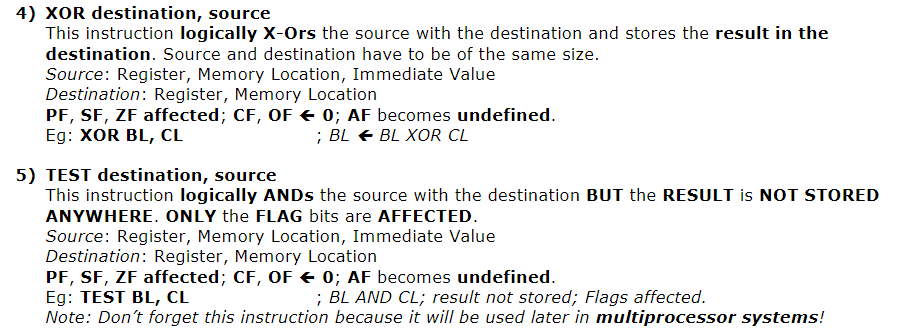 4) XOR destination, source
This instruction logically X-Ors the source with the destination and stores the result in the
destination. Source and destination have to be of the same size.
Source: Register, Memory Location, Immediate Value
Destination: Register, Memory Location
PF, SF, ZF affected; CF, OF ← 0; AF becomes undefined.
Eg: XOR BL, CL ; BL ← BL XOR CL
5) TEST destination, source
This instruction logically ANDs the source with the destination BUT the RESULT is NOT STORED
ANYWHERE. ONLY the FLAG bits are AFFECTED.
Source: Register, Memory Location, Immediate Value
Destination: Register, Memory Location
PF, SF, ZF affected; CF, OF ← 0; AF becomes undefined.
Eg: TEST BL, CL ; BL AND CL; result not stored; Flags affected.
Note: Don’t forget this instruction because it will be used later in multiprocessor systems!